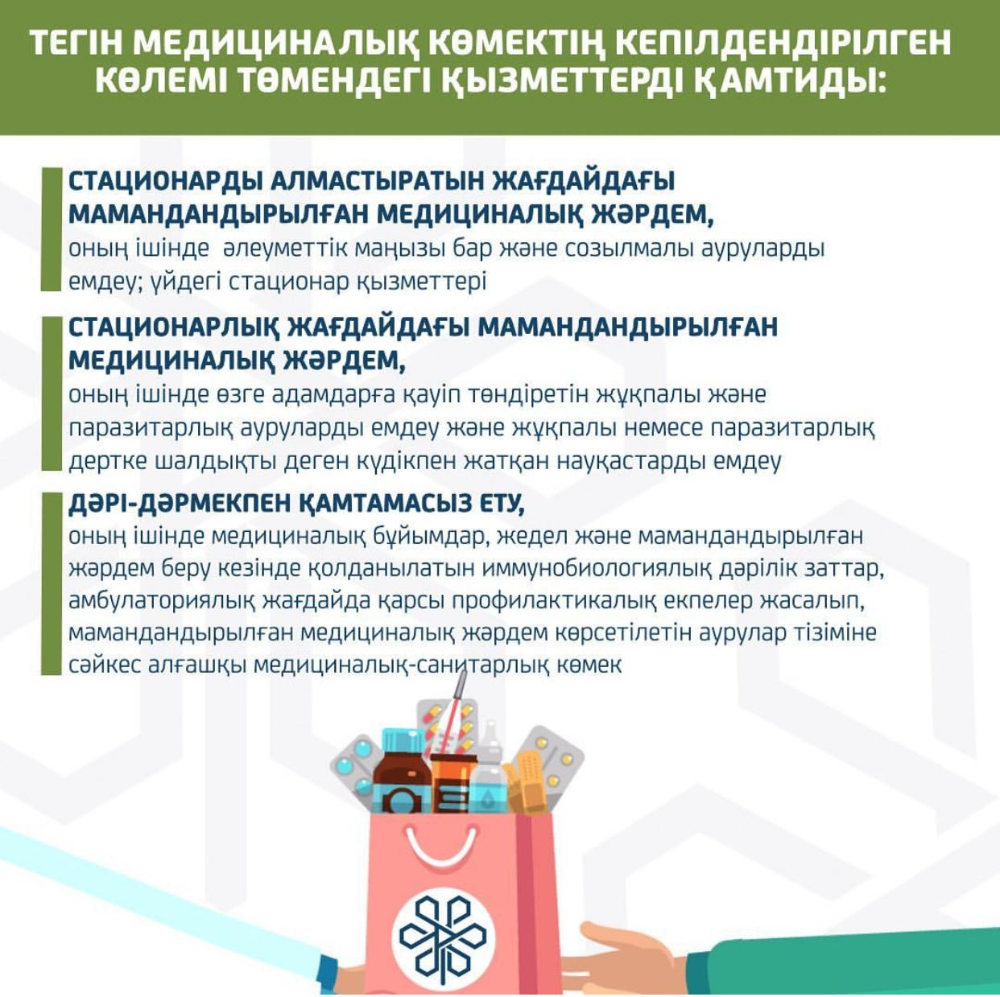 ТЕГІН МЕДИЦИНАЛЫҚ КӨМЕКТІҢ КЕПІЛДЕНДІРІЛГЕН
КӨЛЕМІ ТӨМЕНДЕГІ ҚЫЗМЕТТЕРДІ ҚАМТИДЫ:
СТАЦИОНАРДЫ АЛМАСТЫРАТЫН ЖАҒДАЙДАҒЫ
МАМАНДАНДЫРЫЛҒАН МЕДИЦИНАЛЫҚ ЖӘРДЕМ,
оның ішінде әлеуметтік маңызы бар және созылмалы ауруларды
емдеу; үйдегі стационар қызметтері
СТАЦИОНАРЛЫҚ ЖАҒДАЙДАҒЫ МАМАНДАНДЫРЫЛҒАН
МЕДИЦИНАЛЫҚ ЖӘРДЕМ,
оның ішінде өзге адамдарға қауіп төндіретін жұқпалы және
паразитарлық ауруларды емдеу және жұқпалы немесе паразитарлық
дертке шалдықты деген күдікпен жатқан науқастарды емдеу
ДӘРІ-ДӘРМЕКПЕН ҚАМТАМАСЫЗ ЕТУ,
оның ішінде медициналық бұйымдар, жедел және мамандандырылған
жәрдем беру кезінде қолданылатын иммунобиологиялық дәрілік заттар,
амбулаториялық жағдайда қарсы профилактикалық екпелер жасалып,
мамандандырылған медициналық жәрдем көрсетілетін аурулар тізіміне
сәйкес алғашқы медициналық-санитарлық көмек